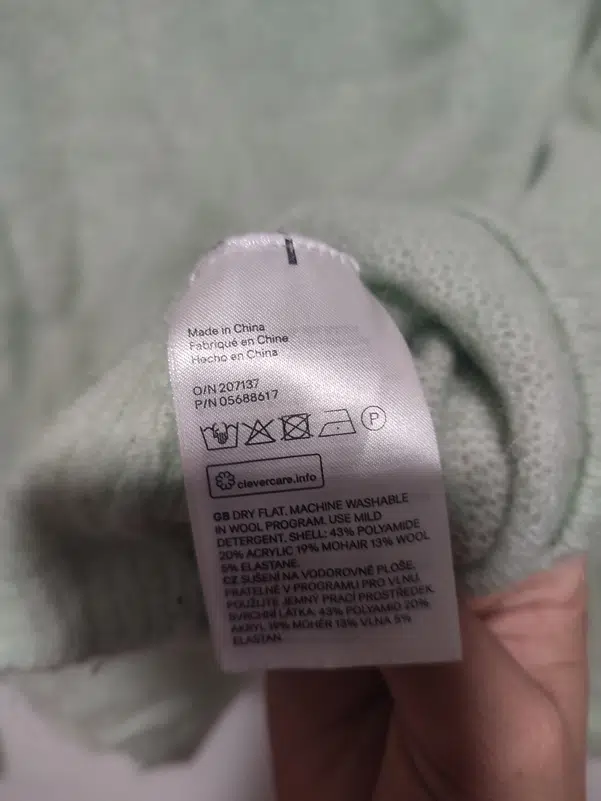 Made in China
Fabriqué en Chine
Hecho en China
O/N 207137
P/N 05688617
P
clevercare.info
GB DRY FLAT. MACHINE WASHABLE
IN WOOL PROGRAM. USE MILD
DETERGENT. SHELL: 43% POLYAMIDE
20% ACRYLIC 19% MOHAIR 13% WOOL
5% ELASTANE.
CZ SUŠENÍ NA VODOROVNÉ PLOŠE.
PRATELNÉ V PROGRAMU PRO VLNU.
POUŽIJTE JEMNÝ PRACÍ PROSTŘEDEK.
SVRCHNÍ LÁTKA: 43% POLYAMID 20%
AKRYL 19% MOHÉR 13% VLNA 5%
ELASTAN